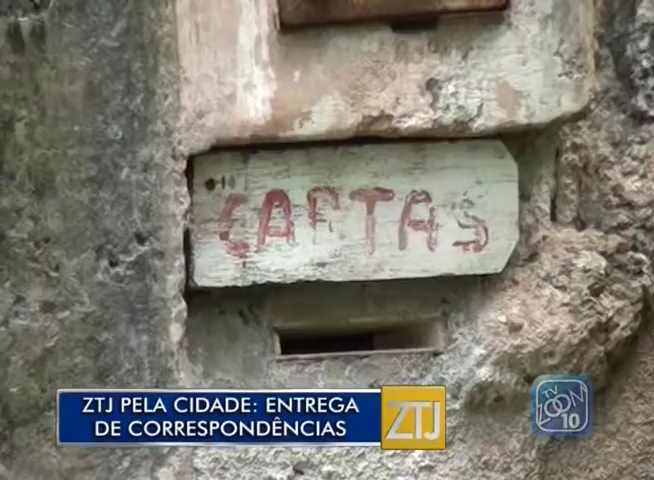 CARTAS
ZTJ PELA CIDADE: ENTREGA
DE CORRESPONDÊNCIAS
ZTJ
TV
ZOOM
10